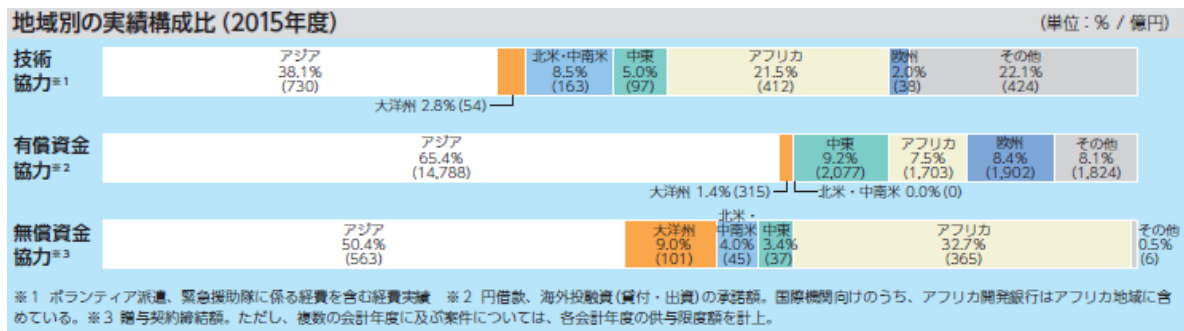 地域別の実績構成比 (2015年度)
(単位：% / 億円)
技術
協力※1
アジア
38.1%
(730)
大洋州 2.8% (54)
北米・中南米
8.5%
(163)
中東
5.0%
(97)
アフリカ
21.5%
(412)
欧州
2.0%
(38)
その他
22.1%
(424)
有償資金
協力※2
アジア
65.4%
(14,788)
大洋州 1.4% (315)
北米・中南米 0.0% (0)
中東
9.2%
(2,077)
アフリカ
7.5%
(1,703)
欧州
8.4%
(1,902)
その他
8.1%
(1,824)
無償資金
協力※3
アジア
50.4%
(563)
大洋州
9.0%
(101)
北米・
中南米
4.0%
(45)
中東
3.4%
(37)
アフリカ
32.7%
(365)
その他
0.5%
(6)
※1 ボランティア派遣、緊急援助隊に係る経費を含む経費実績 ※2 円借款、海外投融資(貸付・出資)の承諾額。国際機関向けのうち、アフリカ開発銀行はアフリカ地域に含
めている。※3 贈与契約締結額。ただし、複数の会計年度に及ぶ案件については、各会計年度の供与限度額を計上。